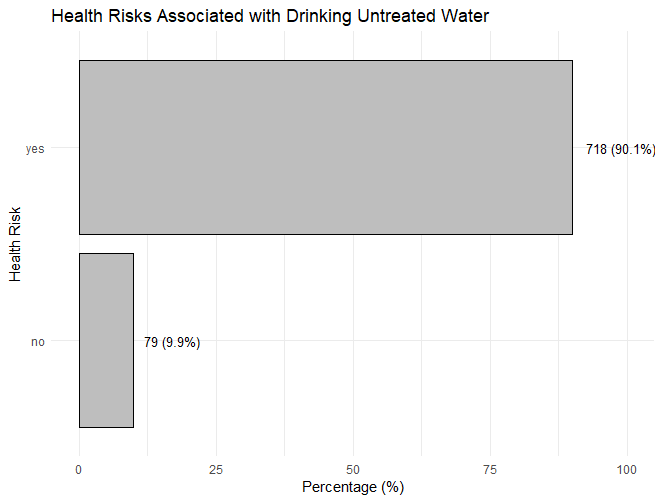 Health Risks Associated with Drinking Untreated Water
yes
718 (90.1%)
Health Risk
no
79 (9.9%)
0
25
50
75
100
Percentage (%)